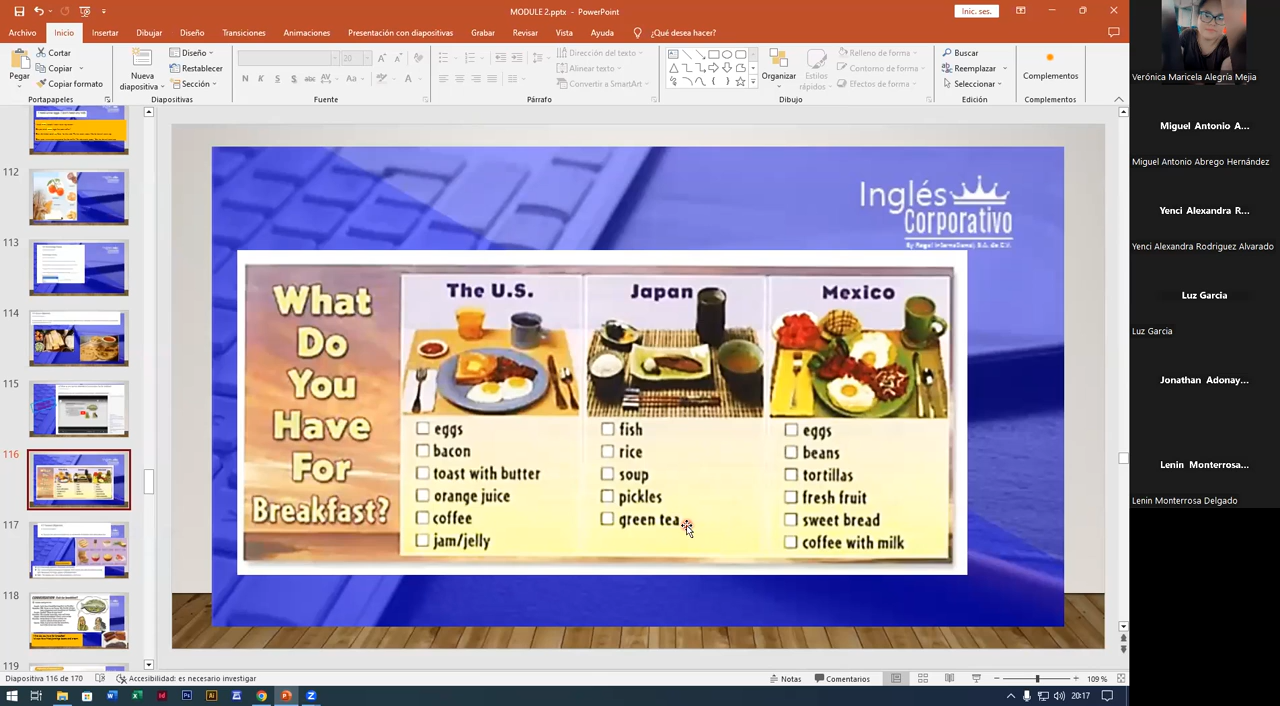 MODULE 2.pptx - PowerPoint
Inic. ses.
Archivo Inicio Insertar Dibujar Diseño Transiciones Animaciones Presentación con diapositivas Grabar Revisar Vista Ayuda ¿Qué desea hacer?
Pegar
Cortar
Copiar
Copiar formato
Portapapeles
Nueva
diapositiva
Diseño
Restablecer
Sección
Diapositivas
20
N K S S abc AV Aa A
Fuente
Dirección del texto
Alinear texto
Convertir a SmartArt
Párrafo
Organizar
Estilos
rápidos
Relleno de forma
Contorno de forma
Efectos de forma
Dibujo
Buscar
Reemplazar
Seleccionar
Edición
Complementos
Complementos
112
113
114
115
116
117
118
119
Inglés
Corporativo
What
Do
You
Have
For
Breakfast?
The U.S.
eggs
bacon
toast with butter
orange juice
coffee
jam/jelly
Japan
fish
rice
soup
pickles
green tea
Mexico
eggs
beans
tortillas
fresh fruit
sweet bread
coffee with milk
Verónica Maricela Alegría Mejia
Miguel Antonio A...
Miguel Antonio Abrego Hernández
Yenci Alexandra R...
Yenci Alexandra Rodriguez Alvarado
Luz Garcia
Luz García
Jonathan Adonay...
Lenin Monterrosa...
Lenin Monterrosa Delgado
Diapositiva 116 de 170
Accesibilidad: es necesario investigar
Notas
Comentarios
109 %
20:17